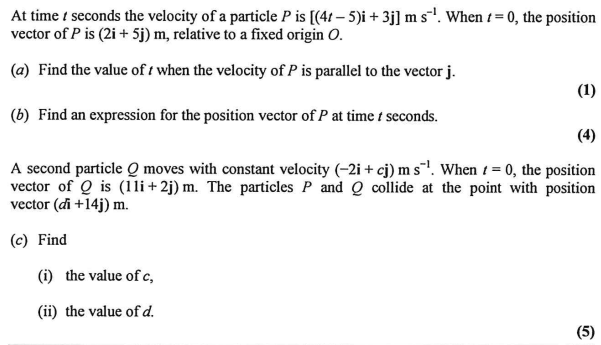 At time t seconds the velocity of a particle P is [(4t – 5)i + 3j] m s⁻¹. When t = 0, the position
vector of P is (2i + 5j) m, relative to a fixed origin O.
(a) Find the value of t when the velocity of P is parallel to the vector j.
(1)
(b) Find an expression for the position vector of P at time t seconds.
(4)
A second particle Q moves with constant velocity (−2i + cj) m s⁻¹. When t = 0, the position
vector of Q is (11i + 2j) m. The particles P and Q collide at the point with position
vector (di +14j) m.
(c) Find
(i) the value of c,
(ii) the value of d.
(5)